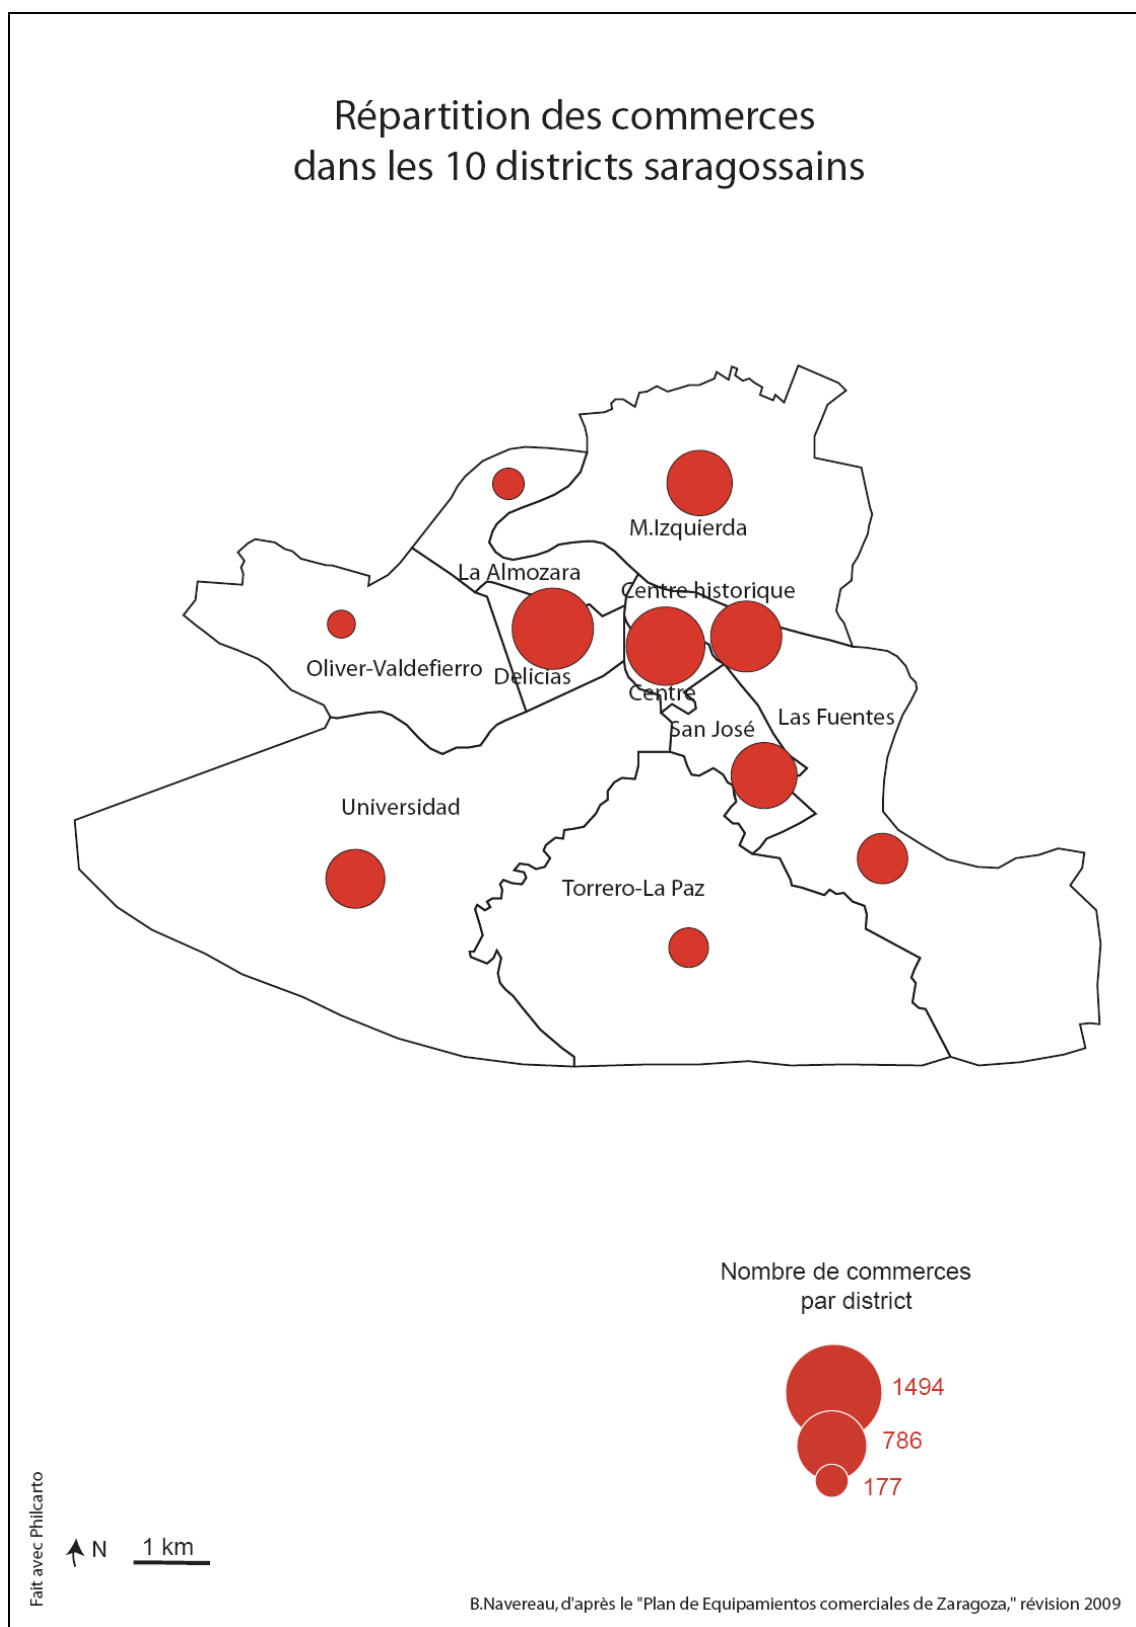 Répartition des commerces
dans les 10 districts saragossains
M.Izquierda
La Almozara
Centre historique
Oliver-Valdefierro
Delicias
Centre
Las Fuentes
San José
Universidad
Torrero-La Paz
Nombre de commerces
par district
1494
786
177
Fait avec Philcarto
N
1 km
B.Navereau, d'après le "Plan de Equipamientos comerciales de Zaragoza," révision 2009